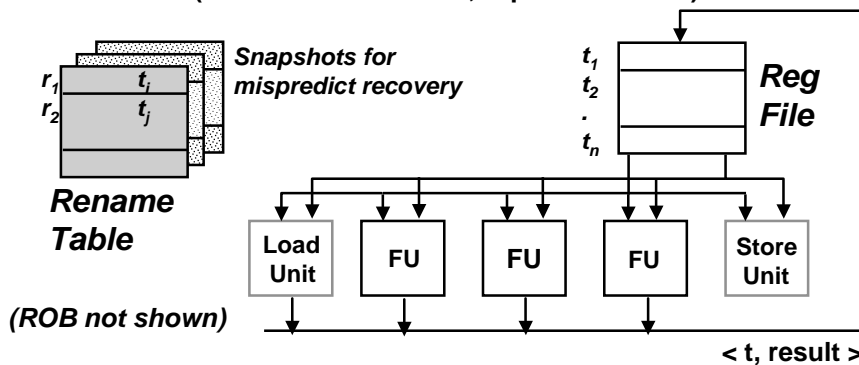 Snapshots for
mispredict recovery
r1 ti
r2 tj
Rename
Table
t1
t2
.
tn
Reg
File
Load
Unit
FU
FU
FU
Store
Unit
(ROB not shown)
< t, result >